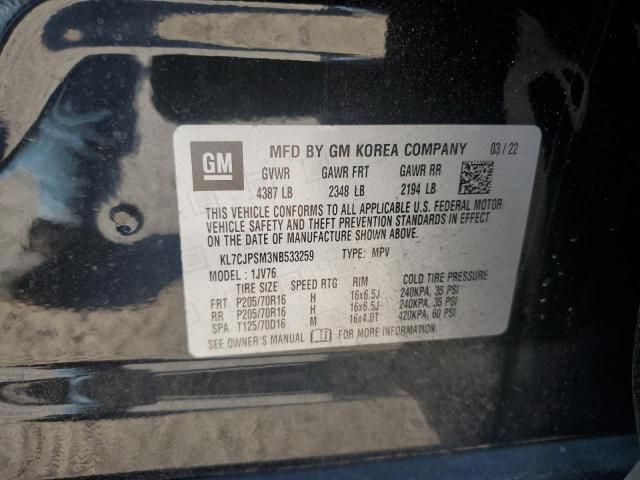 GM
MFD BY GM KOREA COMPANY 03/22
GVWR GAWR FRT GAWR RR
4387 LB 2348 LB 2194 LB
THIS VEHICLE CONFORMS TO ALL APPLICABLE U.S. FEDERAL MOTOR
VEHICLE SAFETY AND THEFT PREVENTION STANDARDS IN EFFECT
ON THE DATE OF MANUFACTURE SHOWN ABOVE.
KL7CJPSM3NB533259 TYPE: MPV
MODEL: 1JV76
TIRE SIZE SPEED RTG RIM COLD TIRE PRESSURE
FRT P205/70R16 H 16x6.5J 240KPA, 35 PSI
RR P205/70R16 H 16x6.5J 240KPA, 35 PSI
SPA T125/70D16 M 16x4.0T 420KPA, 60 PSI
SEE OWNER'S MANUAL FOR MORE INFORMATION.